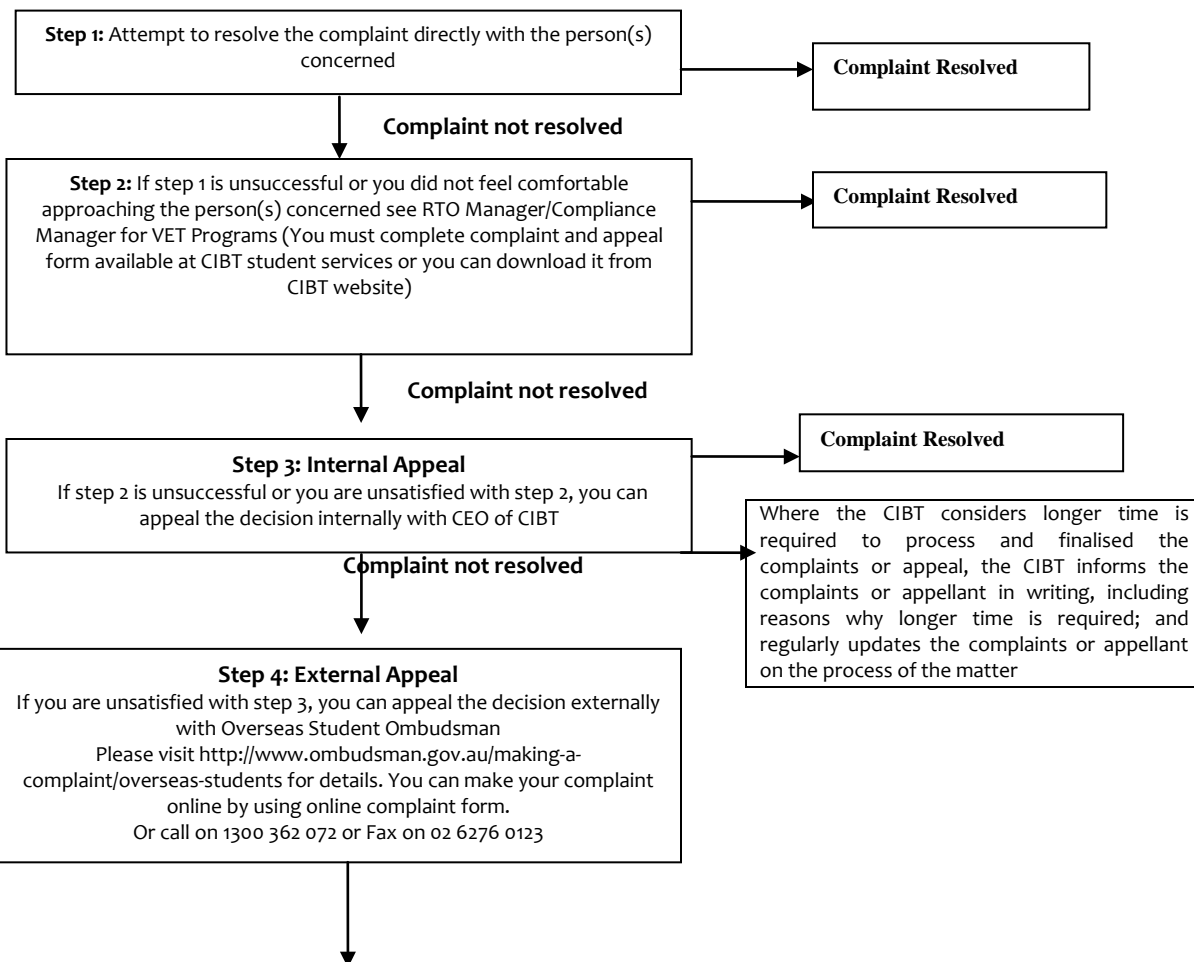 Step 1: Attempt to resolve the complaint directly with the person(s)
concerned
Complaint Resolved
Complaint not resolved
Step 2: If step 1 is unsuccessful or you did not feel comfortable
approaching the person(s) concerned see RTO Manager/Compliance
Manager for VET Programs (You must complete complaint and appeal
form available at CIBT student services or you can download it from
CIBT website)
Complaint Resolved
Complaint not resolved
Step 3: Internal Appeal
If step 2 is unsuccessful or you are unsatisfied with step 2, you can
appeal the decision internally with CEO of CIBT
Complaint Resolved
Where the CIBT considers longer time is
required to process and finalised the
complaints or appeal, the CIBT informs the
complaints or appellant in writing, including
reasons why longer time is required; and
regularly updates the complaints or appellant
on the process of the matter
Complaint not resolved
Step 4: External Appeal
If you are unsatisfied with step 3, you can appeal the decision externally
with Overseas Student Ombudsman
Please visit http://www.ombudsman.gov.au/making-a-
complaint/overseas-students for details. You can make your complaint
online by using online complaint form.
Or call on 1300 362 072 or Fax on 02 6276 0123